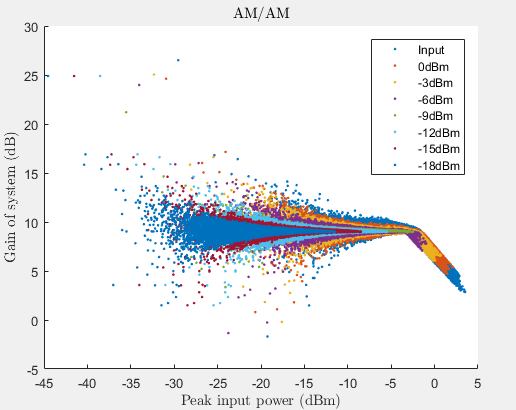 AM/AM
30
25
20
15
10
5
0
-5
Gain of system (dB)
-45
-40
-35
-30
-25
-20
-15
-10
-5
0
5
Peak input power (dBm)
Input
0dBm
-3dBm
-6dBm
-9dBm
-12dBm
-15dBm
-18dBm